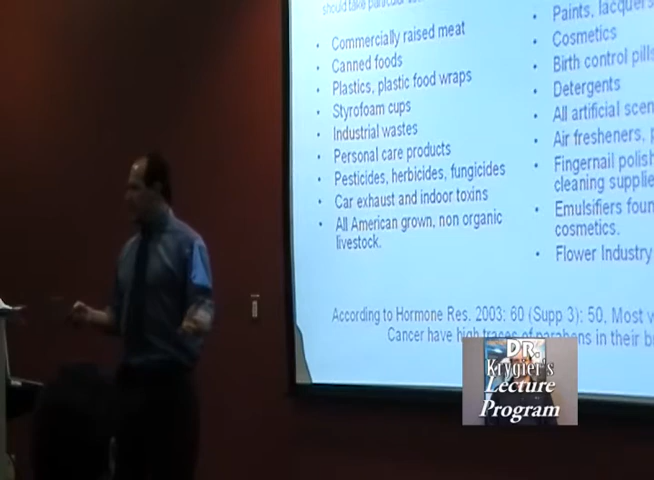 should take
• Commercially raised meat
• Canned foods
• Plastics, plastic food wraps
• Styrofoam cups
• Industrial wastes
• Personal care products
• Pesticides, herbicides, fungicides
• Car exhaust and indoor toxins
• All American grown, non organic
livestock.
• Paints, lacquers
• Cosmetics
• Birth control pills
• Detergents
• All artificial
• Air fresheners,
• Fingernail polish
cleaning
• Emulsifiers
cosmetics.
• Flower Industry
According to Hormone Res. 2003: 60 (Supp 3): 50, Most
Cancer have high traces of parabens in their
DR.
Krygier's
Lecture
Program